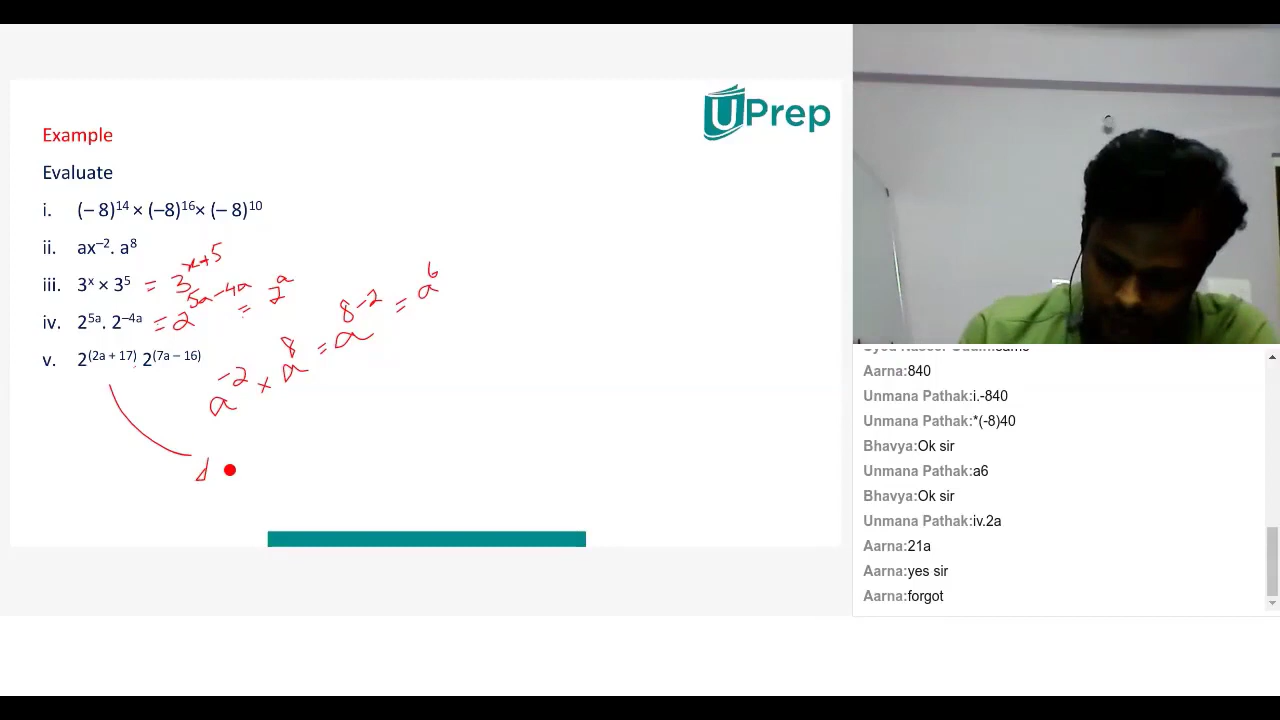 UPrep
Example
Evaluate
i. (– 8)¹⁴ × (–8)¹⁶× (– 8)¹⁰
ii. ax⁻². a⁸
iii. 3ˣ × 3⁵ = 3ˣ⁺⁵
iv. 2⁵ᵃ. 2⁻⁴ᵃ = 2⁵ᵃ⁻⁴ᵃ = 2ᵃ
v. 2⁽²ᵃ ⁺ ¹⁷⁾. 2⁽⁷ᵃ ⁻ ¹⁶⁾
a⁻² × a⁸ = a⁸⁻² = a⁶
Aarna:840
Unmana Pathak:i.-840
Unmana Pathak:*(-8)40
Bhavya:Ok sir
Unmana Pathak:a6
Bhavya:Ok sir
Unmana Pathak:iv.2a
Aarna:21a
Aarna:yes sir
Aarna:forgot